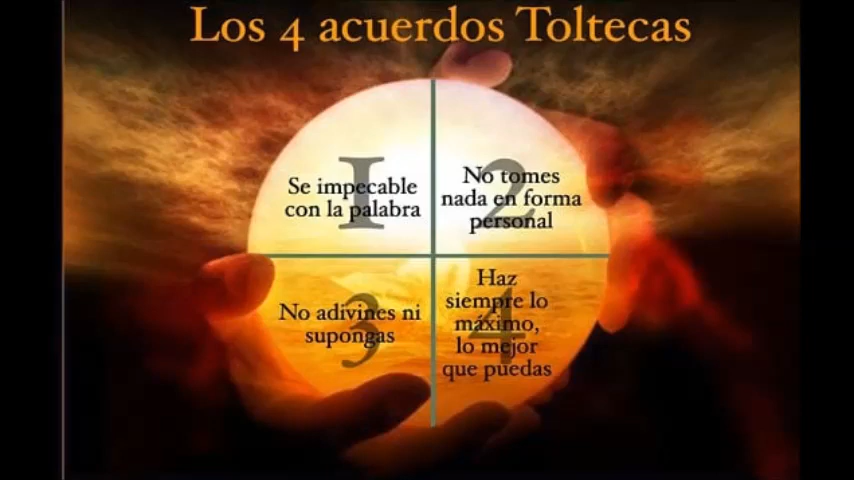 Los 4 acuerdos Toltecas
1
Se impecable
con la palabra
2
No tomes
nada en forma
personal
3
No adivines ni
supongas
4
Haz
siempre lo
máximo,
lo mejor
que puedas